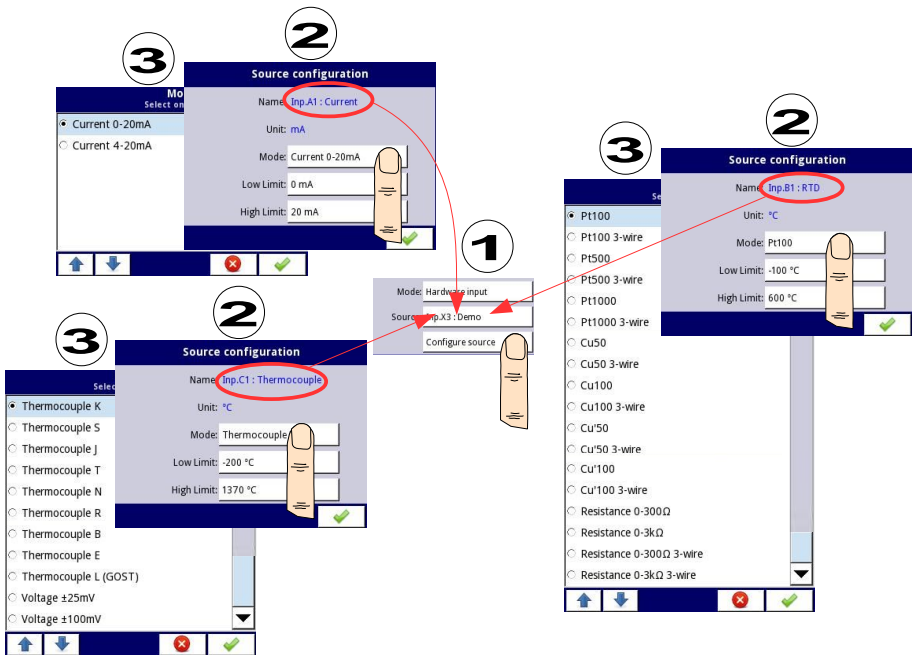 3
2
Source configuration
Name: Inp.A1 : Current
Unit: mA
Mode: Current 0-20mA
Low Limit: 0 mA
High Limit: 20 mA
Mo
Select on
Current 0-20mA
Current 4-20mA
1
Mode: Hardware input
Source: Inp.X3 : Demo
Configure source
2
Source configuration
Name: Inp.B1 : RTD
Unit: °C
Mode: Pt100
Low Limit: -100 °C
High Limit: 600 °C
3
Se
Pt100
Pt100 3-wire
Pt500
Pt500 3-wire
Pt1000
Pt1000 3-wire
Cu50
Cu50 3-wire
Cu100
Cu100 3-wire
Cu'50
Cu'50 3-wire
Cu'100
Cu'100 3-wire
Resistance 0-300Ω
Resistance 0-3kΩ
Resistance 0-300Ω 3-wire
Resistance 0-3kΩ 3-wire
2
Source configuration
Name: Inp.C1 : Thermocouple
Unit: °C
Mode: Thermocouple
Low Limit: -200 °C
High Limit: 1370 °C
3
Selec
Thermocouple K
Thermocouple S
Thermocouple J
Thermocouple T
Thermocouple N
Thermocouple R
Thermocouple B
Thermocouple E
Thermocouple L (GOST)
Voltage ±25mV
Voltage ±100mV